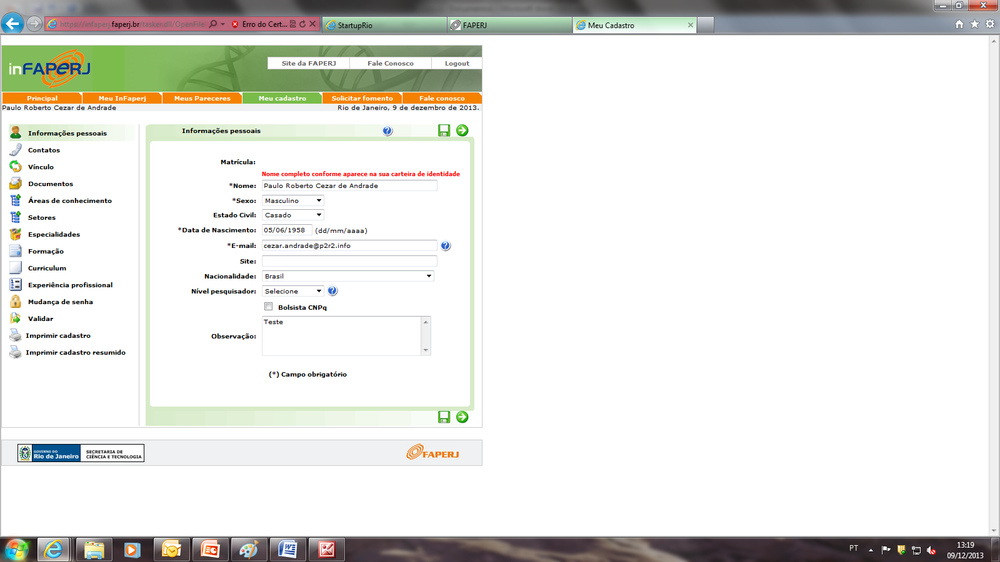 https://infaperj.faperj.br/tasker.dll/OpenFile
Erro do Cert...
StartupRio
FAPERJ
Meu Cadastro
inFAPERJ
Site da FAPERJ
Fale Conosco
Logout
Principal
Meu InFaperj
Meus Pareceres
Meu cadastro
Solicitar fomento
Fale conosco
Paulo Roberto Cezar de Andrade
Rio de Janeiro, 9 de dezembro de 2013.
Informações pessoais
Contatos
Vínculo
Documentos
Áreas de conhecimento
Setores
Especialidades
Formação
Curriculum
Experiência profissional
Mudança de senha
Validar
Imprimir cadastro
Imprimir cadastro resumido
Informações pessoais
Matrícula:
Nome completo conforme aparece na sua carteira de identidade
*Nome: Paulo Roberto Cezar de Andrade
*Sexo: Masculino
Estado Civil: Casado
*Data de Nascimento: 05/06/1958 (dd/mm/aaaa)
*E-mail: cezar.andrade@p2r2.info
Site:
Nacionalidade: Brasil
Nível pesquisador: Selecione
Bolsista CNPq
Observação: Teste
(*) Campo obrigatório
GOVERNO DO
Rio de Janeiro
SECRETARIA DE
CIÊNCIA E TECNOLOGIA
FAPERJ
PT
13:19
09/12/2013